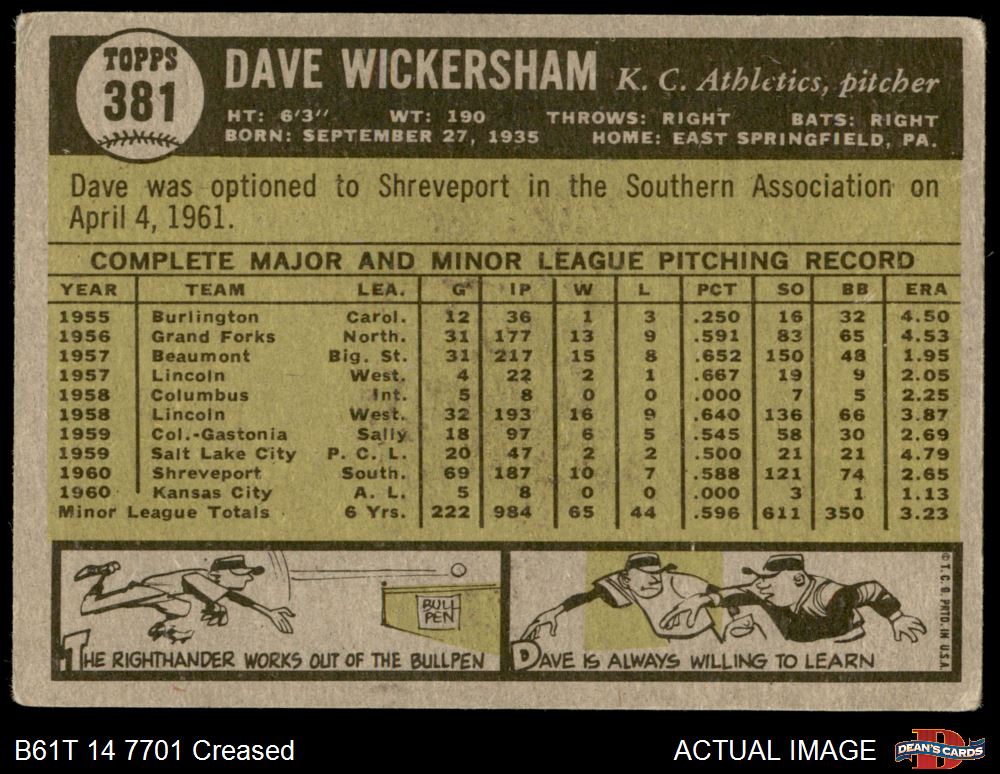 TOPPS
381
DAVE WICKERSHAM K. C. Athletics, pitcher
HT: 6'3" WT: 190 THROWS: RIGHT BATS: RIGHT
BORN: SEPTEMBER 27, 1935 HOME: EAST SPRINGFIELD, PA.
Dave was optioned to Shreveport in the Southern Association on
April 4, 1961.
COMPLETE MAJOR AND MINOR LEAGUE PITCHING RECORD
YEAR TEAM LEA. G IP W L PCT SO BB ERA
1955 Burlington Carol. 12 36 1 3 .250 16 32 4.50
1956 Grand Forks North. 31 177 13 9 .591 83 65 4.53
1957 Beaumont Big. St. 31 217 15 8 .652 150 48 1.95
1957 Lincoln West. 4 22 2 1 .667 19 9 2.05
1958 Columbus Int. 5 8 0 0 .000 7 5 2.25
1958 Lincoln West. 32 193 16 9 .640 136 66 3.87
1959 Col.-Gastonia Sally 18 97 6 5 .545 58 30 2.69
1959 Salt Lake City P. C. L. 20 47 2 2 .500 21 21 4.79
1960 Shreveport South. 69 187 10 7 .588 121 74 2.65
1960 Kansas City A. L. 5 8 0 0 .000 3 1 1.13
Minor League Totals 6 Yrs. 222 984 65 44 .596 611 350 3.23
BULL
PEN
THE RIGHTHANDER WORKS OUT OF THE BULLPEN
DAVE IS ALWAYS WILLING TO LEARN
© T. C. G. PRTD. IN U.S.A.
B61T 14 7701 Creased
ACTUAL IMAGE
D
DEAN'S CARDS